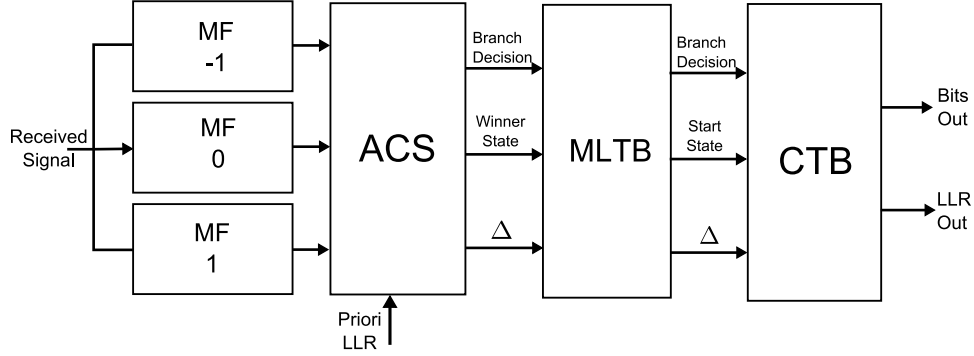 Received
Signal
MF
-1
MF
0
MF
1
ACS
Priori
LLR
Branch
Decision
Winner
State
Δ
MLTB
Branch
Decision
Start
State
Δ
CTB
Bits
Out
LLR
Out